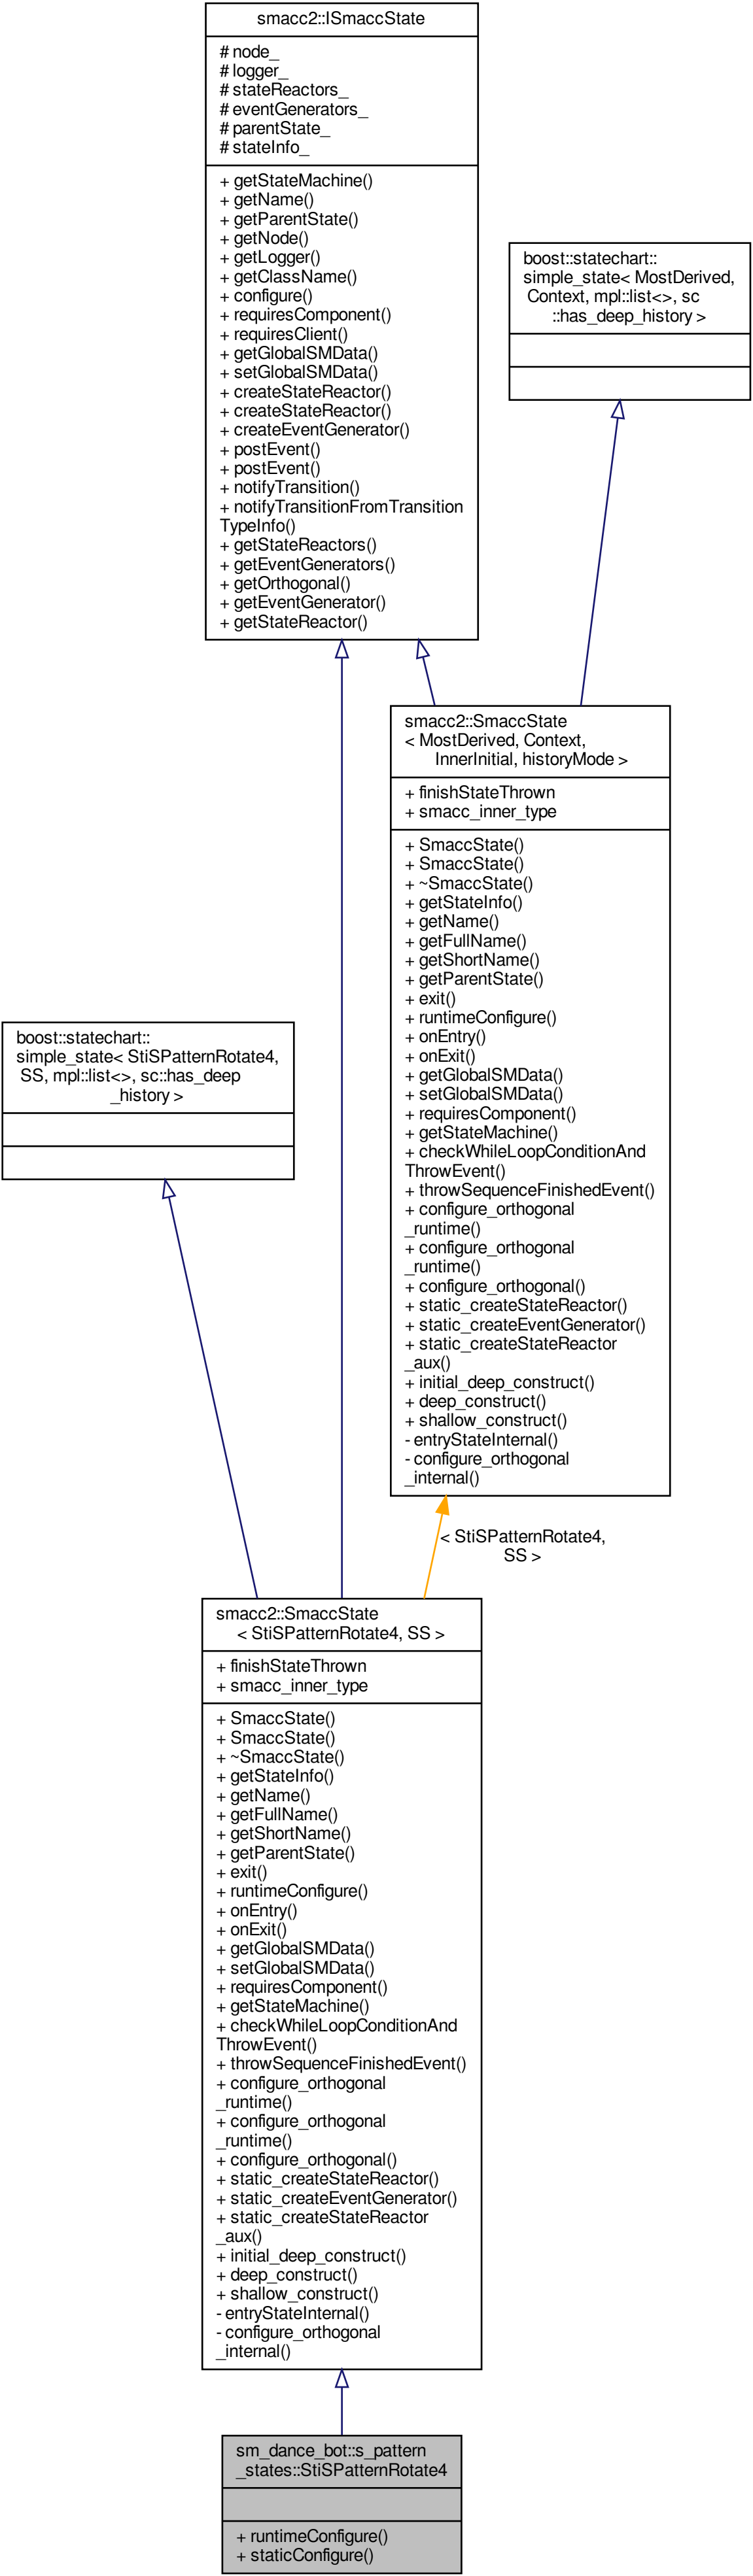 smacc2::ISmaccState
# node_
# logger_
# stateReactors_
# eventGenerators_
# parentState_
# stateInfo_
+ getStateMachine()
+ getName()
+ getParentState()
+ getNode()
+ getLogger()
+ getClassName()
+ configure()
+ requiresComponent()
+ requiresClient()
+ getGlobalSMData()
+ setGlobalSMData()
+ createStateReactor()
+ createStateReactor()
+ createEventGenerator()
+ postEvent()
+ postEvent()
+ notifyTransition()
+ notifyTransitionFromTransition
TypeInfo()
+ getStateReactors()
+ getEventGenerators()
+ getOrthogonal()
+ getEventGenerator()
+ getStateReactor()
boost::statechart::
simple_state< MostDerived,
Context, mpl::list<>, sc
::has_deep_history >
smacc2::SmaccState
< MostDerived, Context,
InnerInitial, historyMode >
+ finishStateThrown
+ smacc_inner_type
+ SmaccState()
+ SmaccState()
+ ~SmaccState()
+ getStateInfo()
+ getName()
+ getFullName()
+ getShortName()
+ getParentState()
+ exit()
+ runtimeConfigure()
+ onEntry()
+ onExit()
+ getGlobalSMData()
+ setGlobalSMData()
+ requiresComponent()
+ getStateMachine()
+ checkWhileLoopConditionAnd
ThrowEvent()
+ throwSequenceFinishedEvent()
+ configure_orthogonal
_runtime()
+ configure_orthogonal
_runtime()
+ configure_orthogonal()
+ static_createStateReactor()
+ static_createEventGenerator()
+ static_createStateReactor
_aux()
+ initial_deep_construct()
+ deep_construct()
+ shallow_construct()
- entryStateInternal()
- configure_orthogonal
_internal()
boost::statechart::
simple_state< StiSPatternRotate4,
SS, mpl::list<>, sc::has_deep
_history >
< StiSPatternRotate4,
SS >
smacc2::SmaccState
< StiSPatternRotate4, SS >
+ finishStateThrown
+ smacc_inner_type
+ SmaccState()
+ SmaccState()
+ ~SmaccState()
+ getStateInfo()
+ getName()
+ getFullName()
+ getShortName()
+ getParentState()
+ exit()
+ runtimeConfigure()
+ onEntry()
+ onExit()
+ getGlobalSMData()
+ setGlobalSMData()
+ requiresComponent()
+ getStateMachine()
+ checkWhileLoopConditionAnd
ThrowEvent()
+ throwSequenceFinishedEvent()
+ configure_orthogonal
_runtime()
+ configure_orthogonal
_runtime()
+ configure_orthogonal()
+ static_createStateReactor()
+ static_createEventGenerator()
+ static_createStateReactor
_aux()
+ initial_deep_construct()
+ deep_construct()
+ shallow_construct()
- entryStateInternal()
- configure_orthogonal
_internal()
sm_dance_bot::s_pattern
_states::StiSPatternRotate4
+ runtimeConfigure()
+ staticConfigure()